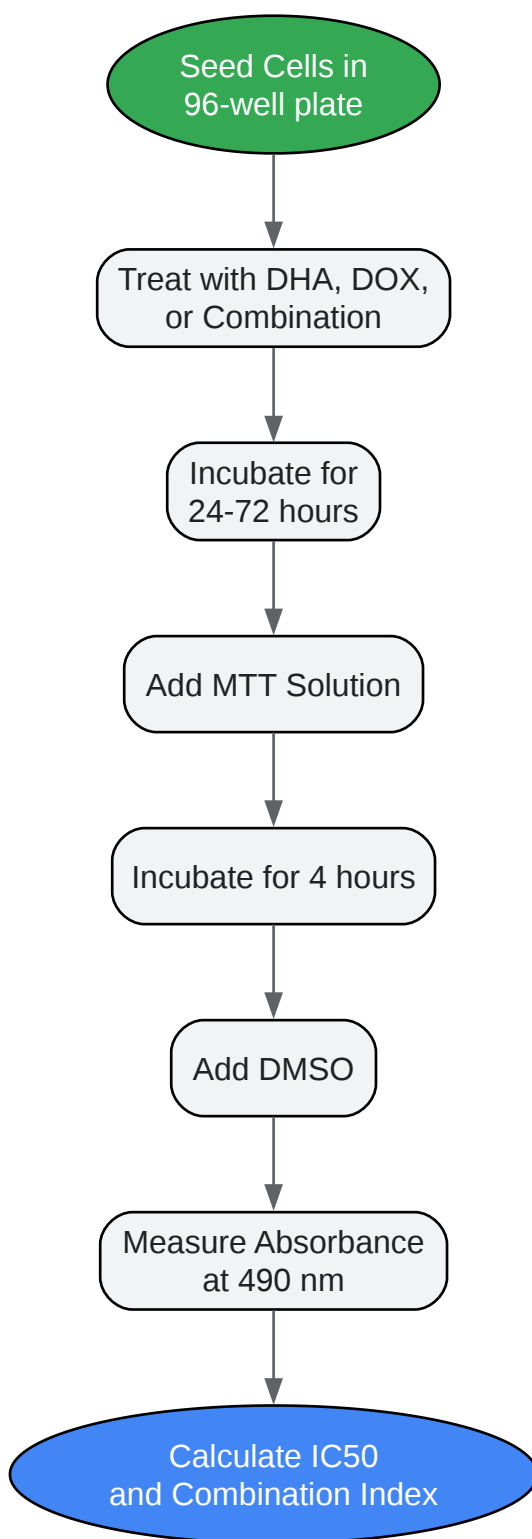 Seed Cells in
96-well plate
Treat with DHA, DOX,
or Combination
Incubate for
24-72 hours
Add MTT Solution
Incubate for 4 hours
Add DMSO
Measure Absorbance
at 490 nm
Calculate IC50
and Combination Index